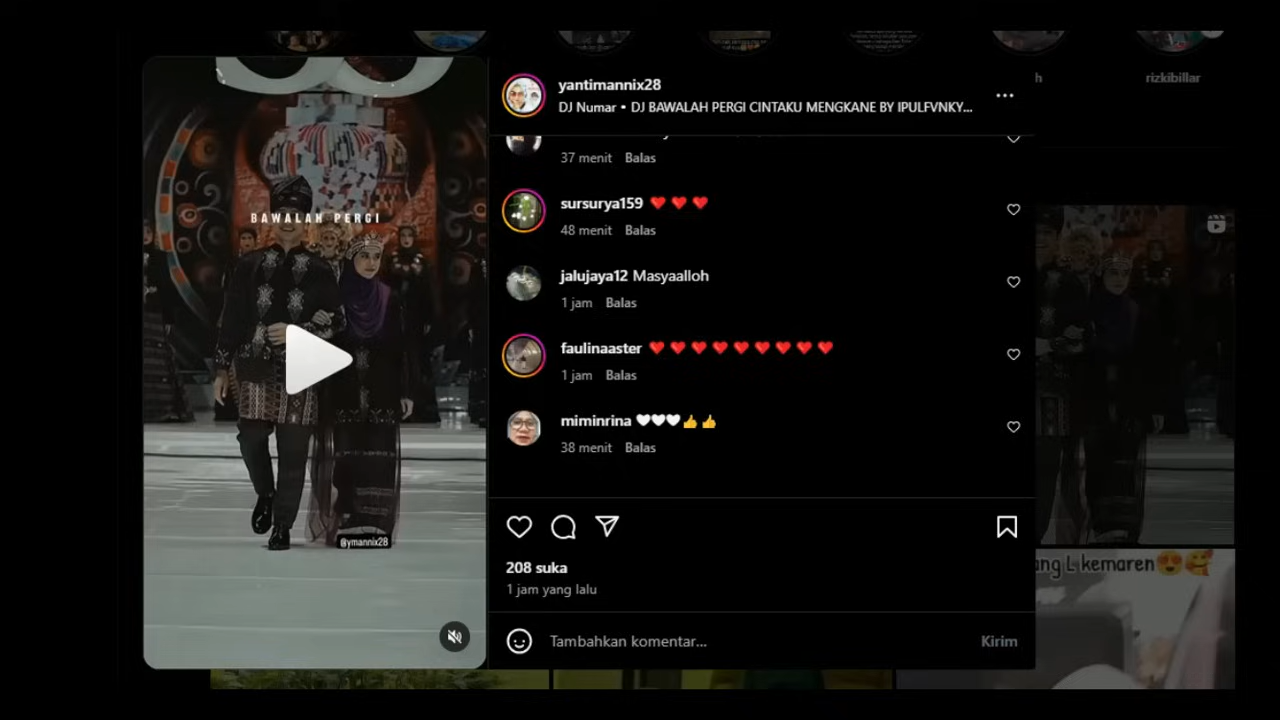 h
rizkibillar
BAWALAH PERGI
@ymannix28
yantimannix28
DJ Numar • DJ BAWALAH PERGI CINTAKU MENGKANE BY IPULFVNKY...
37 menit Balas
sursurya159 ❤️ ❤️ ❤️
48 menit Balas
jalujaya12 Masyaalloh
1 jam Balas
faulinaaster ❤️ ❤️ ❤️ ❤️ ❤️ ❤️ ❤️ ❤️ ❤️
1 jam Balas
miminrina 🤍🤍🤍👍👍
38 menit Balas
208 suka
1 jam yang lalu
Tambahkan komentar...
Kirim
ang L kemaren😍🥰